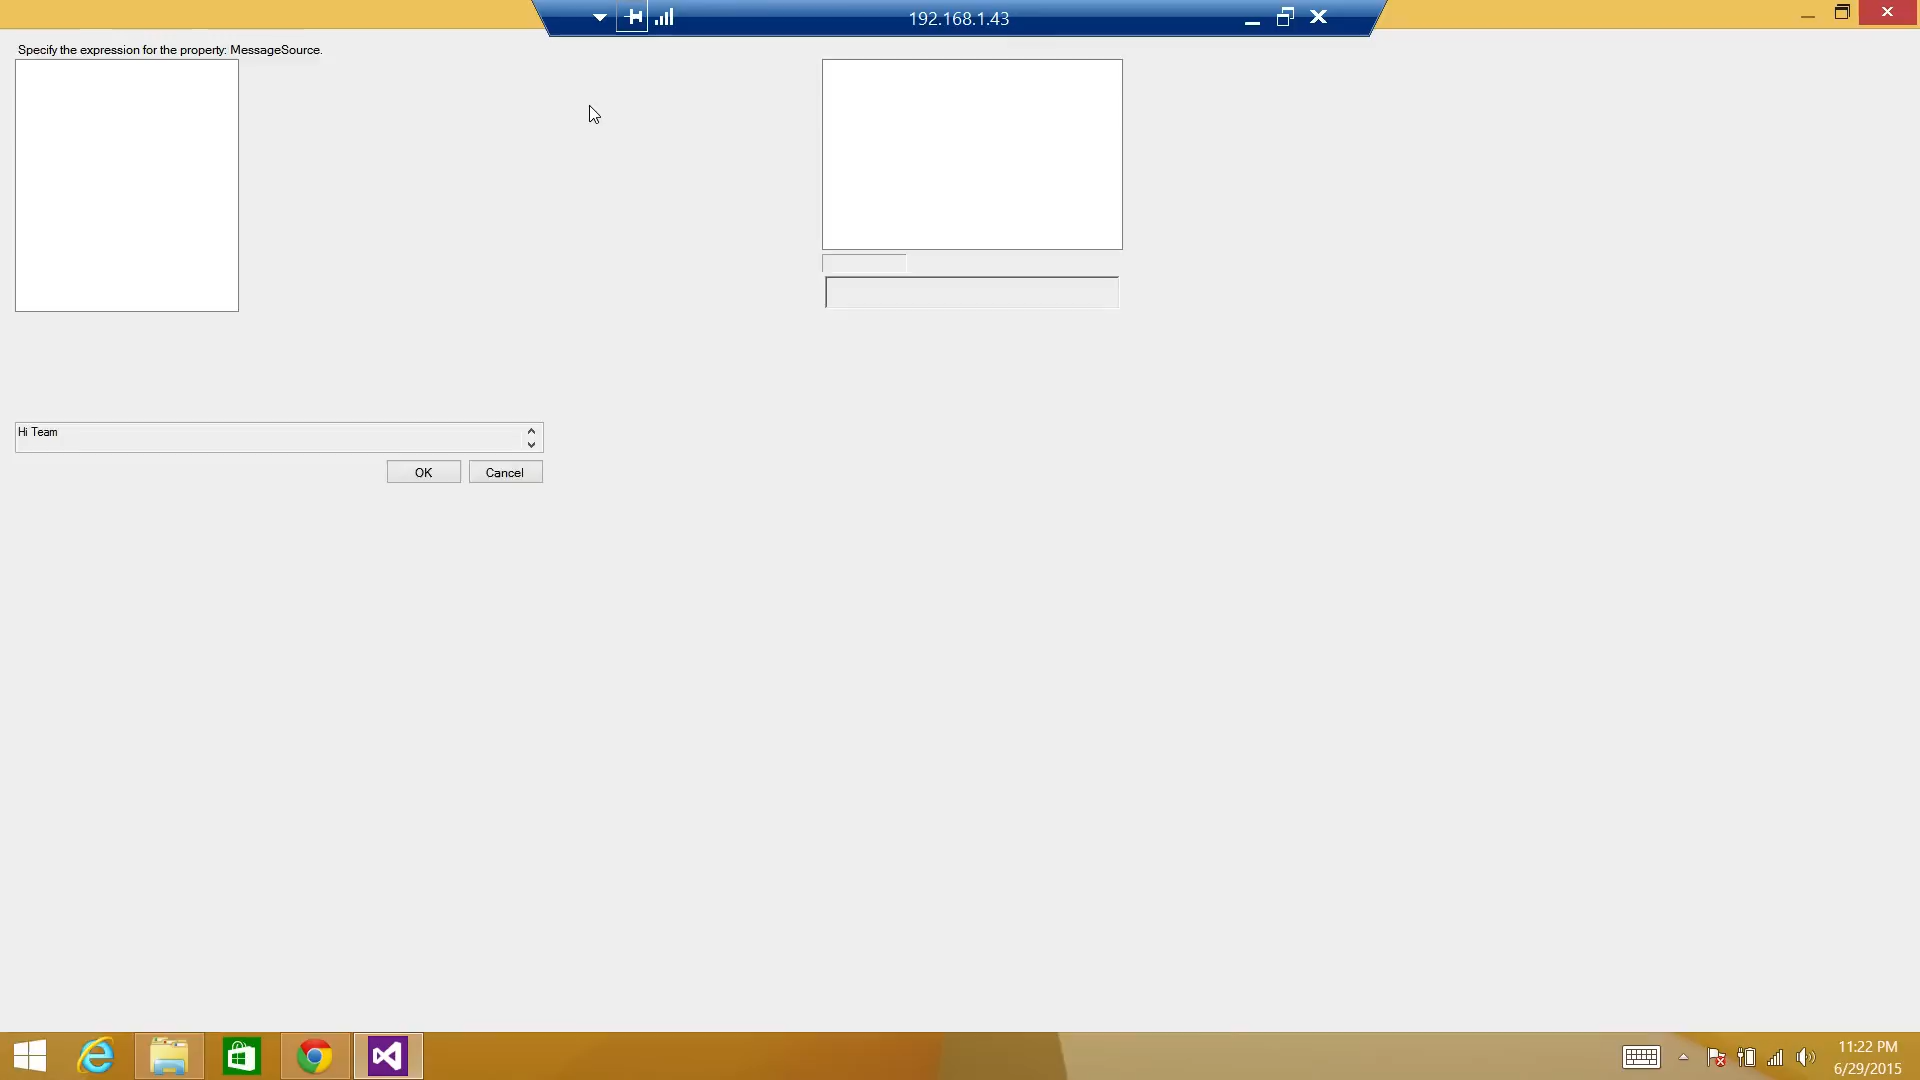 192.168.1.43
Specify the expression for the property: MessageSource.
Hi Team
OK
Cancel
11:22 PM
6/29/2015